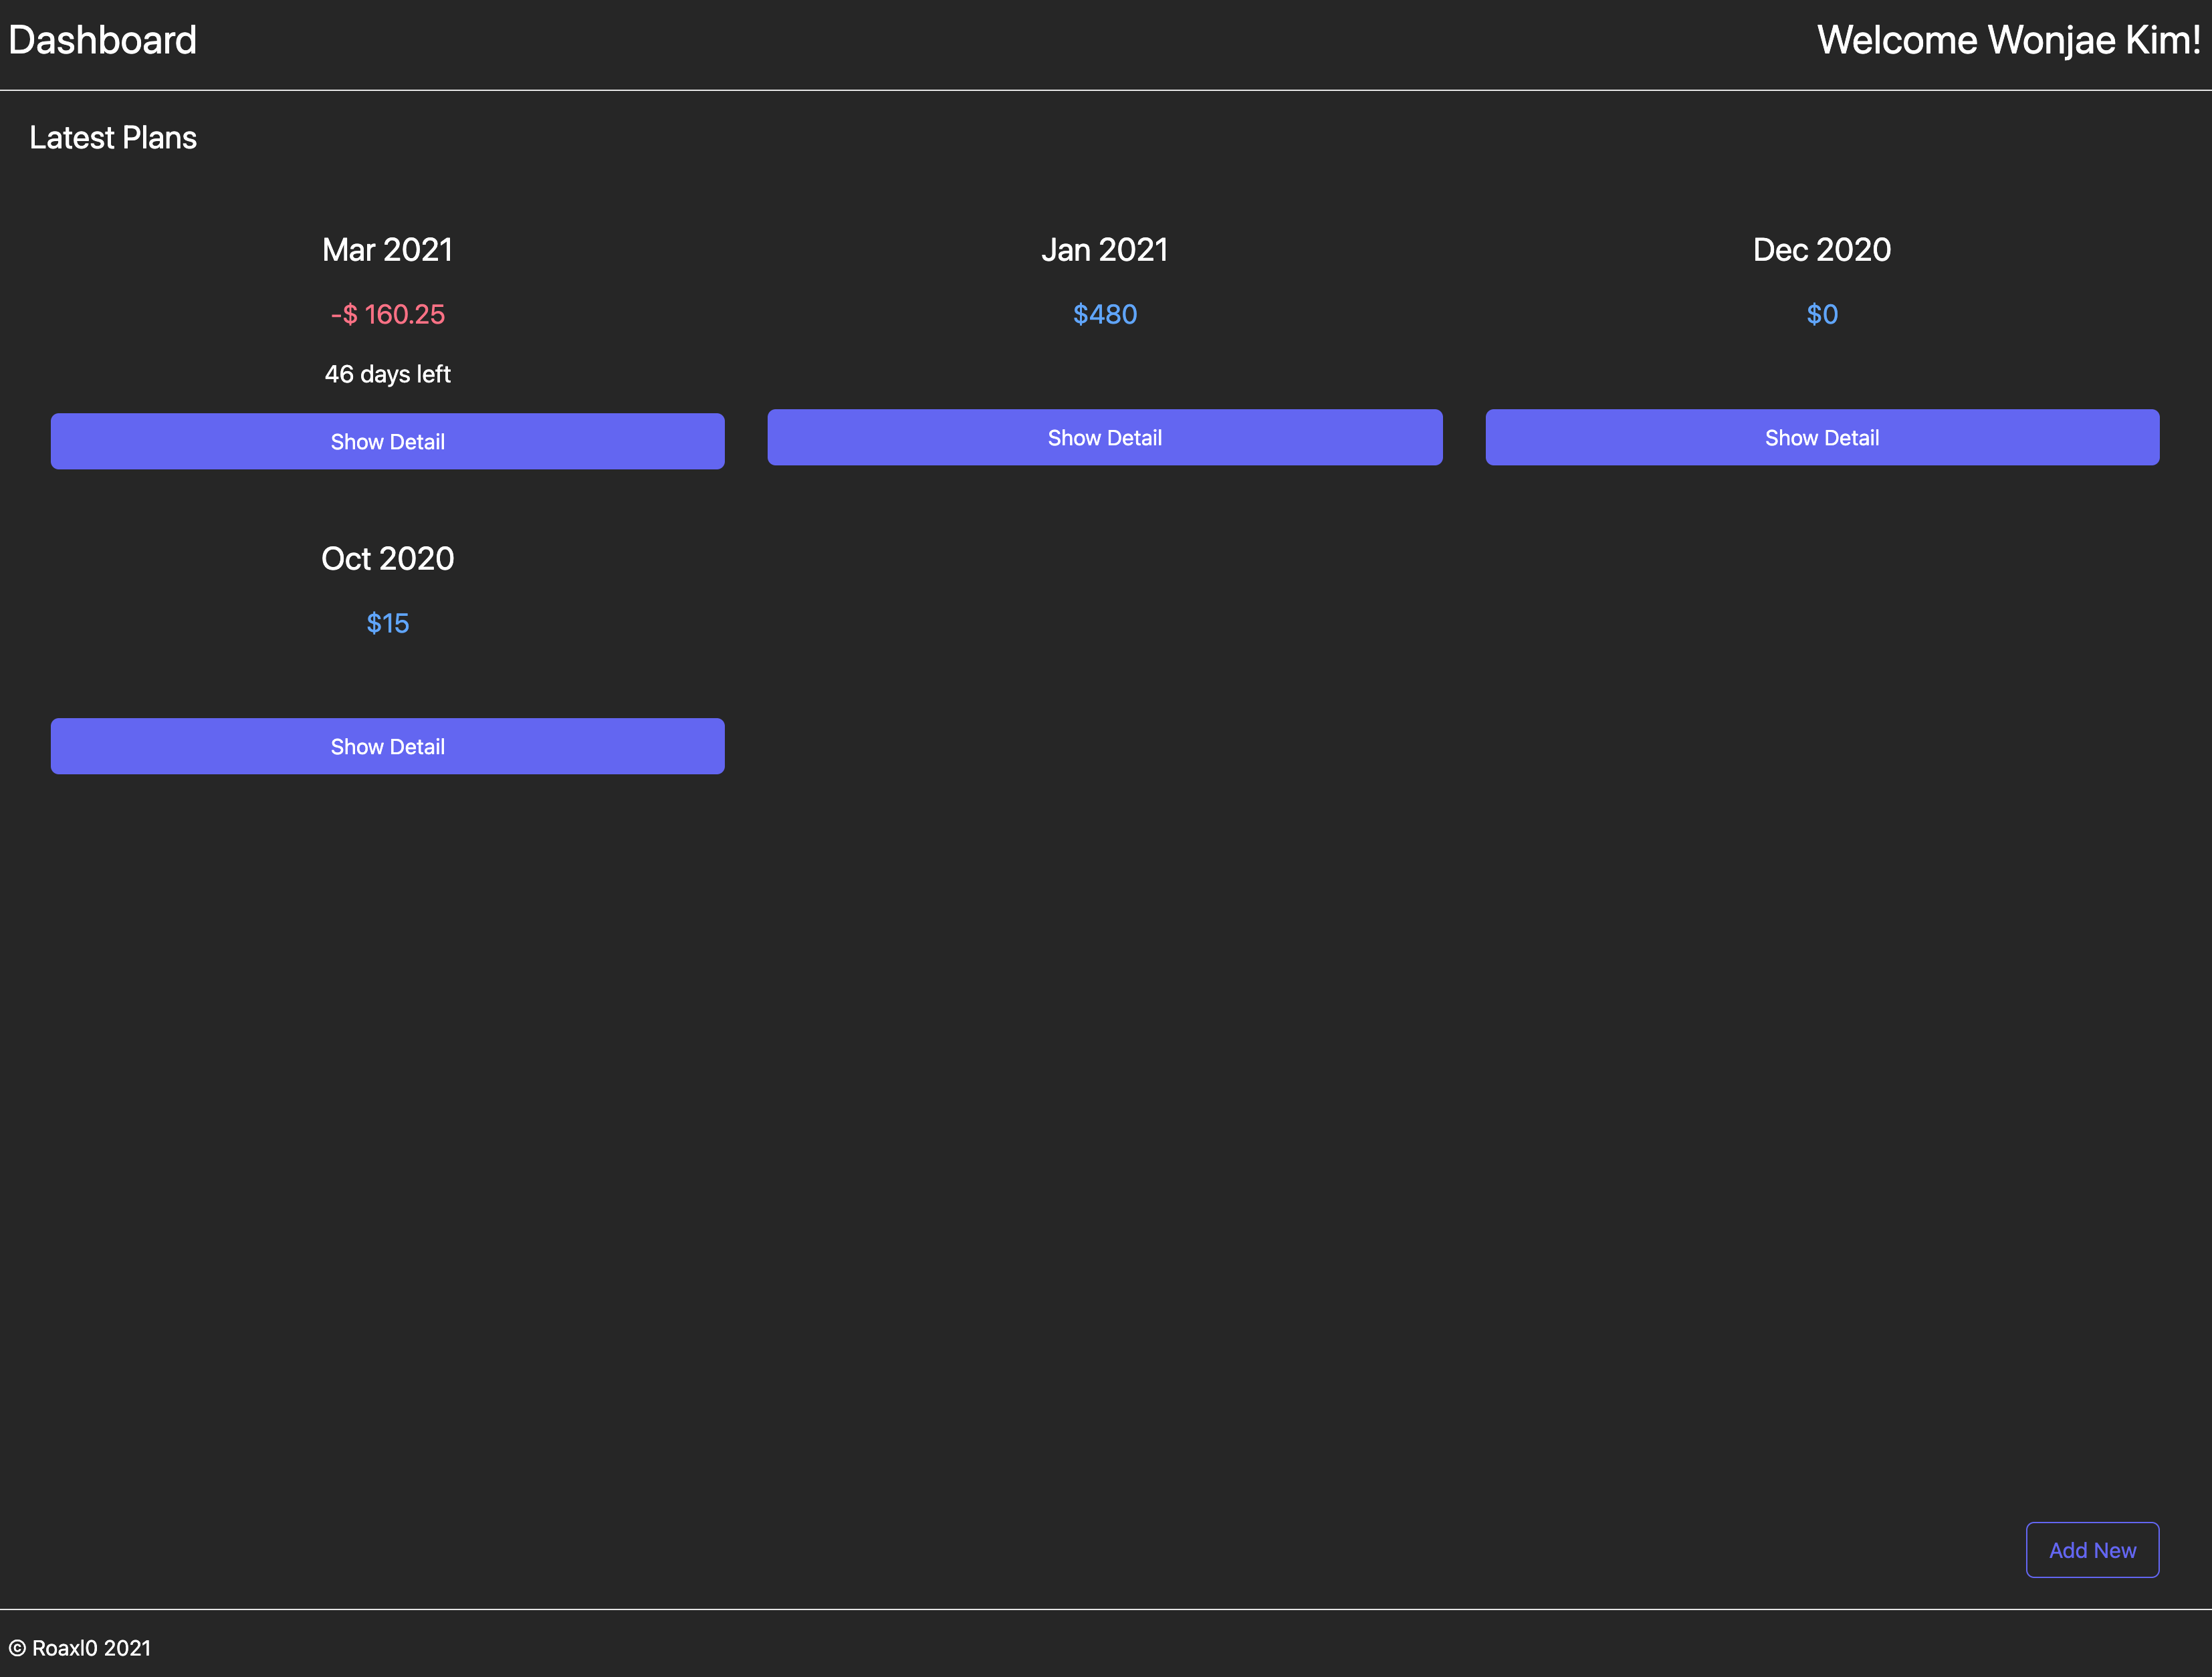 Dashboard
Welcome Wonjae Kim!
Latest Plans
Mar 2021
-$ 160.25
46 days left
Show Detail
Jan 2021
$480
Show Detail
Dec 2020
$0
Show Detail
Oct 2020
$15
Show Detail
Add New
© Roaxl0 2021